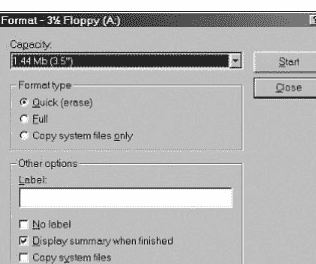 Format - 3½ Floppy (A:)
Capacity:
1.44 Mb (3.5")
Start
Close
Format type
Quick (erase)
Full
Copy system files only
Other options
Label:
No label
Display summary when finished
Copy system files